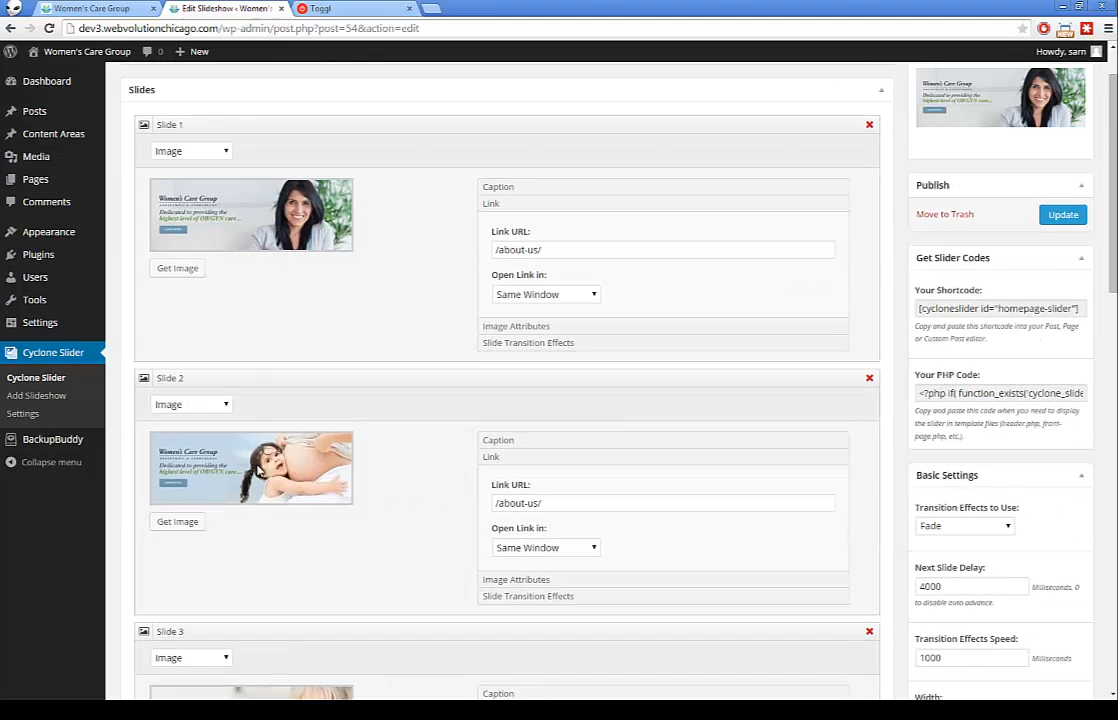 Women's Care Group
Edit Slideshow ‹ Women's
Toggl
dev3.webvolutionchicago.com/wp-admin/post.php?post=54&action=edit
NEW
Women's Care Group
0
New
Howdy, sarn
Dashboard
Posts
Content Areas
Media
Pages
Comments
Appearance
Plugins
Users
Tools
Settings
Cyclone Slider
Cyclone Slider
Add Slideshow
Settings
BackupBuddy
Collapse menu
Slides
Slide 1
Image
Women's Care Group
Dedicated to providing the
highest level of OB/GYN care...
Get Image
Caption
Link
Link URL:
/about-us/
Open Link in:
Same Window
Image Attributes
Slide Transition Effects
Slide 2
Image
Women's Care Group
Dedicated to providing the
highest level of OB/GYN care...
Get Image
Caption
Link
Link URL:
/about-us/
Open Link in:
Same Window
Image Attributes
Slide Transition Effects
Slide 3
Image
Caption
Women's Care Group
Dedicated to providing the
highest level of OB/GYN care...
Publish
Move to Trash
Update
Get Slider Codes
Your Shortcode:
[cycloneslider id="homepage-slider"]
Copy and paste this shortcode into your Post, Page
or Custom Post editor.
Your PHP Code:
<?php if( function_exists('cyclone_slide
Copy and paste this code when you need to display
the slider in template files (header.php, front-
page.php, etc.).
Basic Settings
Transition Effects to Use:
Fade
Next Slide Delay:
4000
Milliseconds. 0
to disable auto advance.
Transition Effects Speed:
1000
Milliseconds
Width: